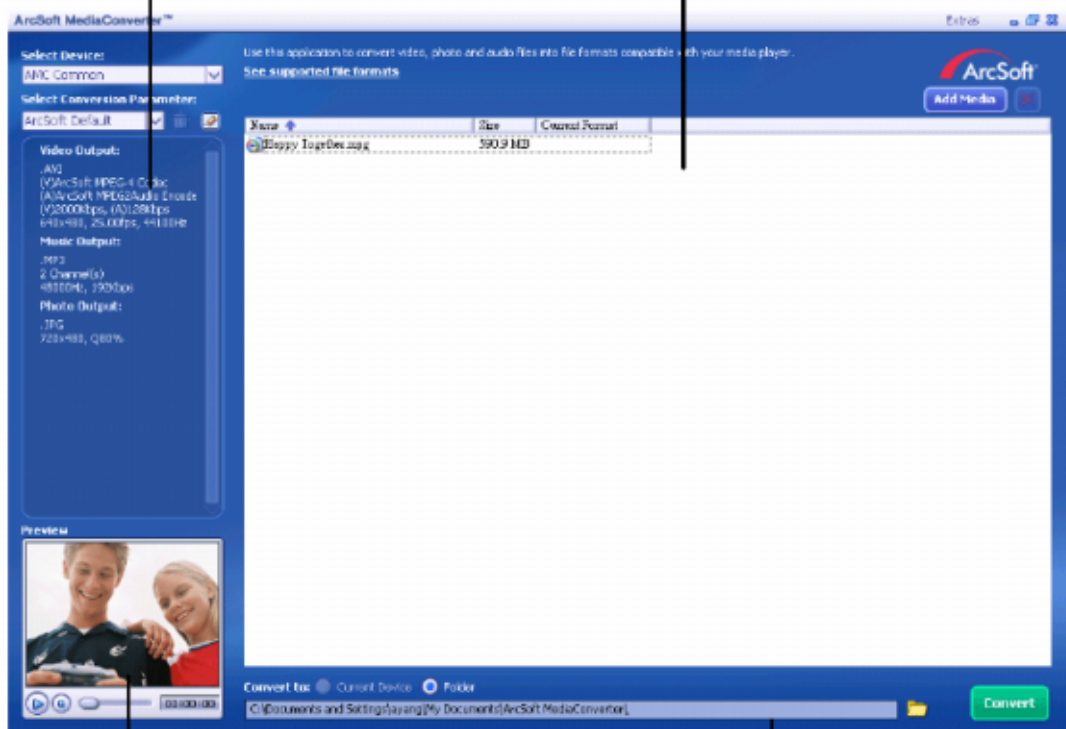 ArcSoft MediaConverter™
Extras
Select Device:
AMC Common
Select Conversion Parameter:
ArcSoft Default
Video Output:
.AVI
(V)ArcSoft MPEG-4 Codec
(A)ArcSoft MPEG2Audio Encode
(V)2000Kbps, (A)128Kbps
640x480, 25.00fps, 44100Hz
Music Output:
.MP3
2 Channel(s)
48000Hz, 192Kbps
Photo Output:
.JPG
720x480, Q80%
Preview
00:00:00
Use this application to convert video, photo and audio files into file formats compatible with your media player.
See supported file formats
ArcSoft
Add Media
Name Size Current Format
Happy Together.mpg 590.9 MB
Convert to: Current Device Folder
C:\Documents and Settings\ayang\My Documents\ArcSoft MediaConverter\
Convert